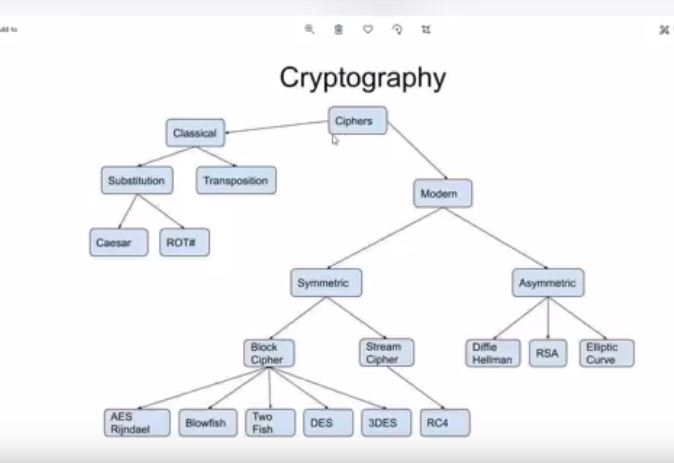 dd to
Cryptography
Ciphers
Classical
Substitution
Transposition
Modern
Caesar
ROT#
Symmetric
Asymmetric
Block
Cipher
Stream
Cipher
Diffie
Hellman
RSA
Elliptic
Curve
AES
Rijndael
Blowfish
Two
Fish
DES
3DES
RC4